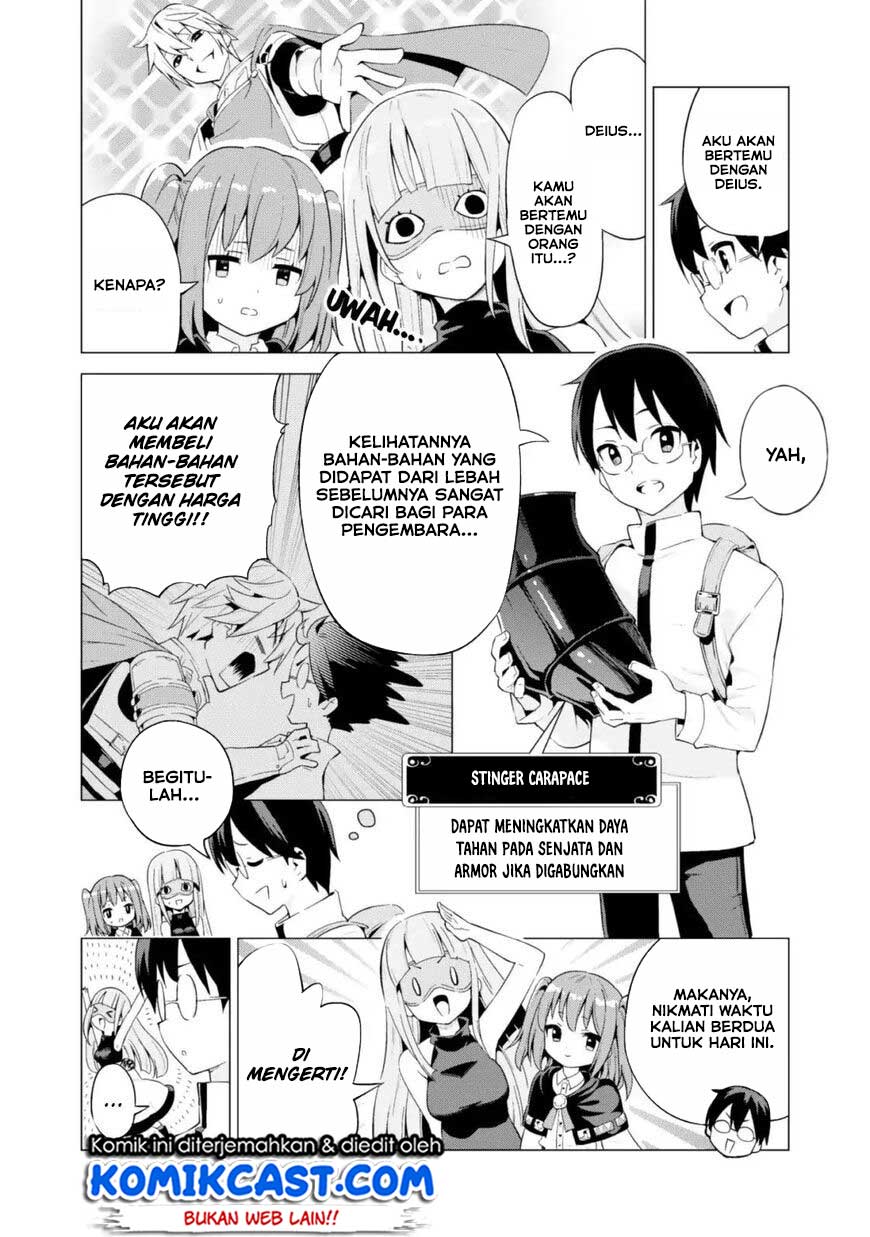 AKU AKAN
BERTEMU
DENGAN
DEIUS.
DEIUS...
KAMU
AKAN
BERTEMU
DENGAN
ORANG
ITU...?
UWAH....
KENAPA?
YAH,
KELIHATANNYA
BAHAN-BAHAN YANG
DIDAPAT DARI LEBAH
SEBELUMNYA SANGAT
DICARI BAGI PARA
PENGEMBARA...
AKU AKAN
MEMBELI
BAHAN-BAHAN
TERSEBUT
DENGAN HARGA
TINGGI!!
STINGER CARAPACE
DAPAT MENINGKATKAN DAYA
TAHAN PADA SENJATA DAN
ARMOR JIKA DIGABUNGKAN
BEGITU-
LAH...
MAKANYA,
NIKMATI WAKTU
KALIAN BERDUA
UNTUK HARI INI.
DI
MENGERTI!
...
Komik ini diterjemahkan & diedit oleh
KOMIKCAST.COM
BUKAN WEB LAIN!!